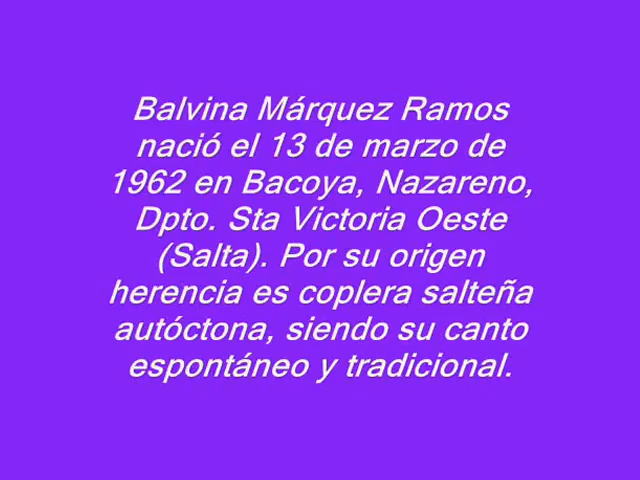 Balvina Márquez Ramos
nació el 13 de marzo de
1962 en Bacoya, Nazareno,
Dpto. Sta Victoria Oeste
(Salta). Por su origen
herencia es coplera salteña
autóctona, siendo su canto
espontáneo y tradicional.